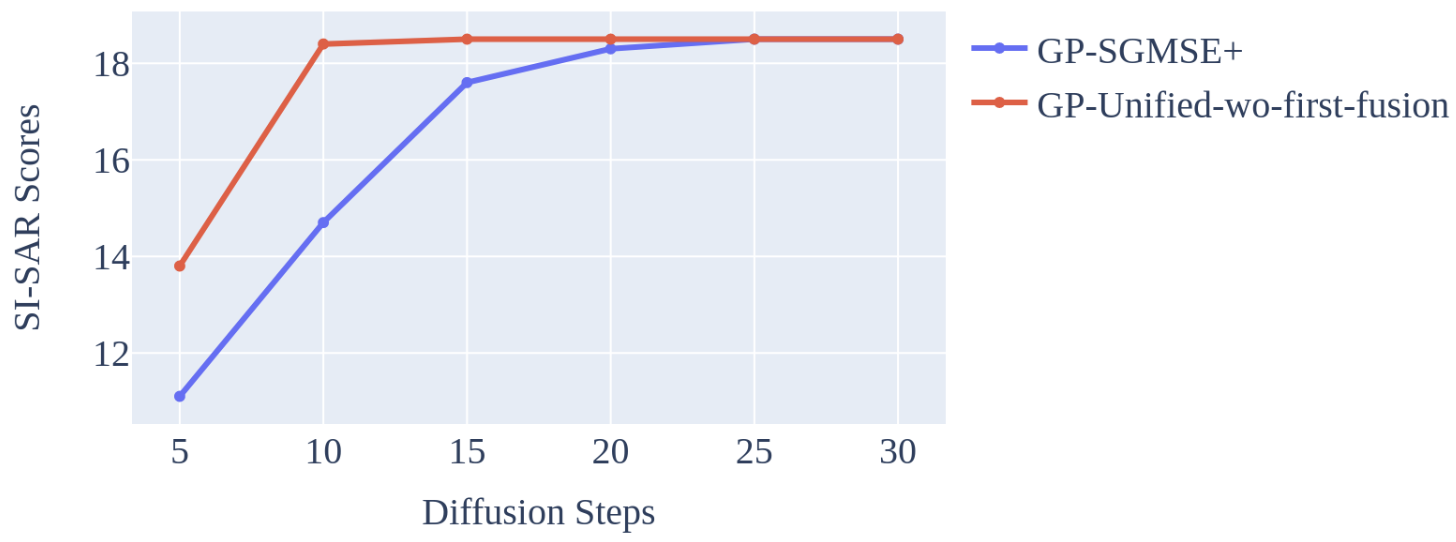 18
16
14
12
SI-SAR Scores
5 10 15 20 25 30
Diffusion Steps
GP-SGMSE+
GP-Unified-wo-first-fusion